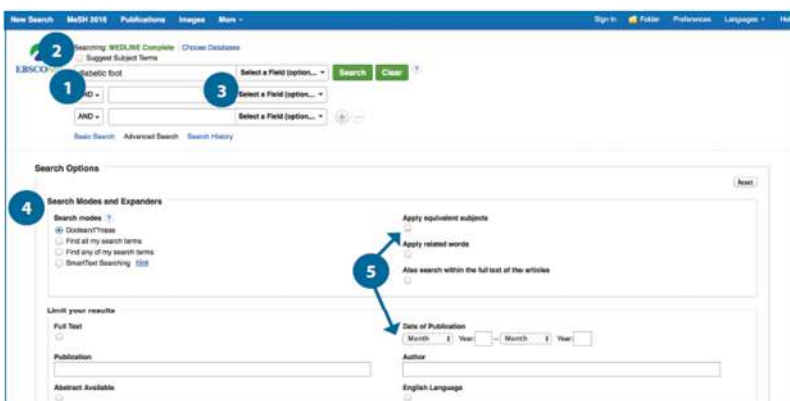 New Search MeSH 2016 Publications Images More Sign In Folder Preferences Languages
2 Searching: MEDLINE Complete Choose Databases
Suggest Subject Terms
EBSCO diabetic foot Select a Field (option... Search Clear ?
1 AND 3 Select a Field (option...
AND Select a Field (option... + −
Basic Search Advanced Search Search History
Search Options
Reset
4 Search Modes and Expanders
Search modes ?
Boolean/Phrase
Find all my search terms
Find any of my search terms
SmartText Searching Hint
Apply equivalent subjects
Apply related words
5
Also search within the full text of the articles
Limit your results
Full Text
Date of Publication
Month Year: – Month Year:
Publication
Author
Abstract Available
English Language